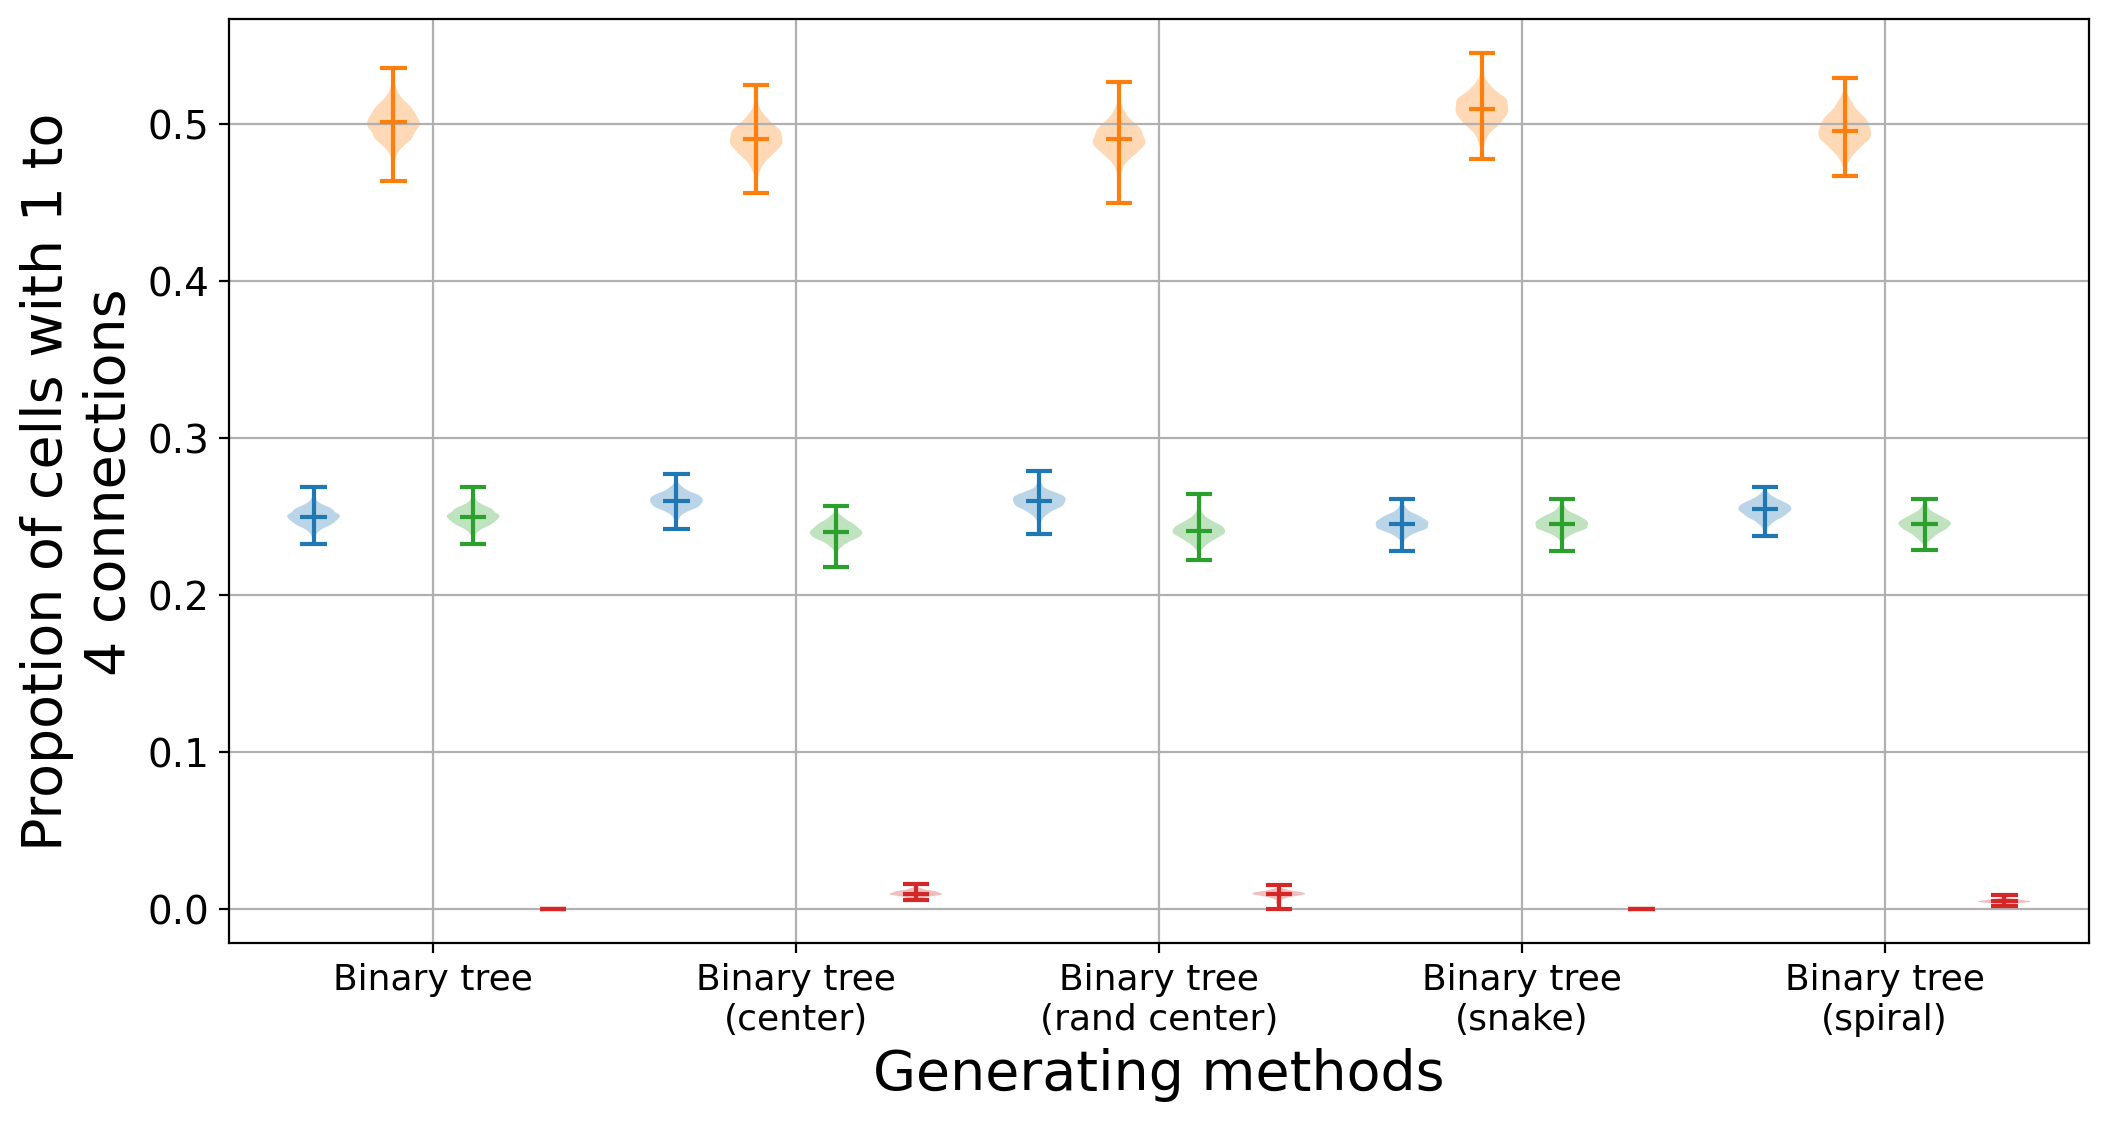 Propotion of cells with 1 to
4 connections
0.5
0.4
0.3
0.2
0.1
0.0
Binary tree
Binary tree
(center)
Binary tree
(rand center)
Binary tree
(snake)
Binary tree
(spiral)
Generating methods